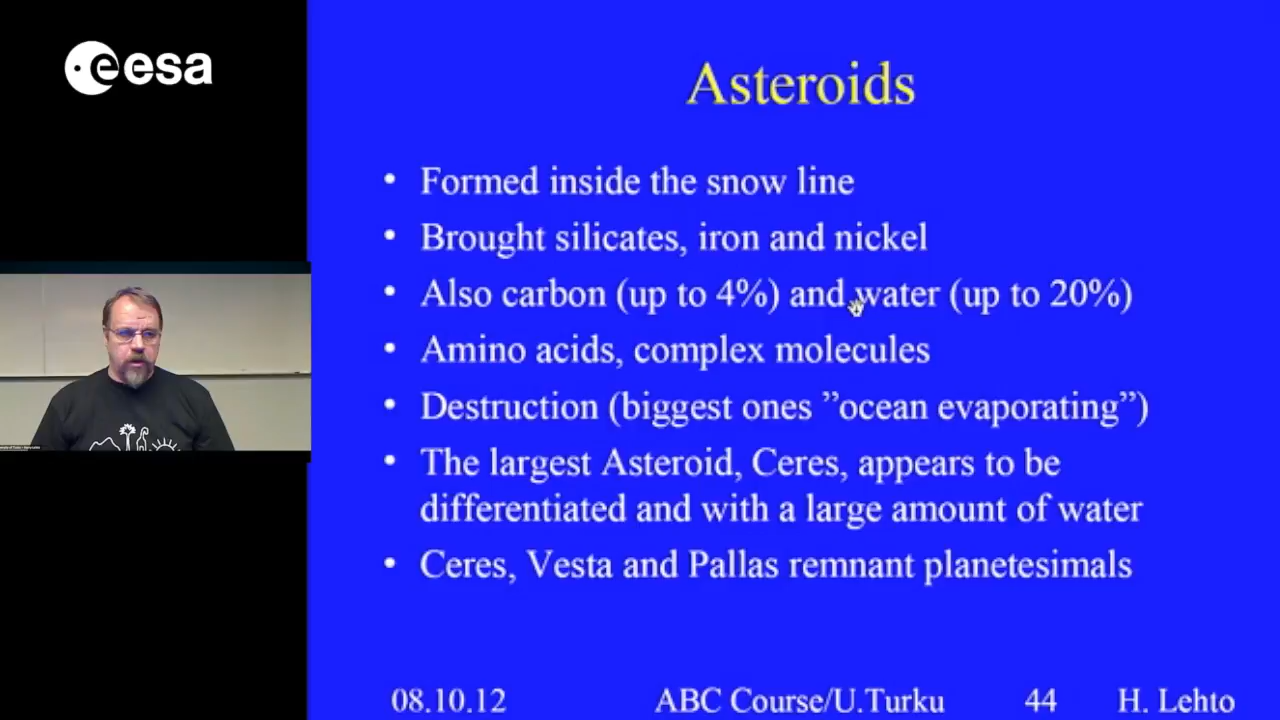 esa
Asteroids
• Formed inside the snow line
• Brought silicates, iron and nickel
• Also carbon (up to 4%) and water (up to 20%)
• Amino acids, complex molecules
• Destruction (biggest ones ”ocean evaporating”)
• The largest Asteroid, Ceres, appears to be
differentiated and with a large amount of water
• Ceres, Vesta and Pallas remnant planetesimals
08.10.12 ABC Course/U.Turku 44 H. Lehto